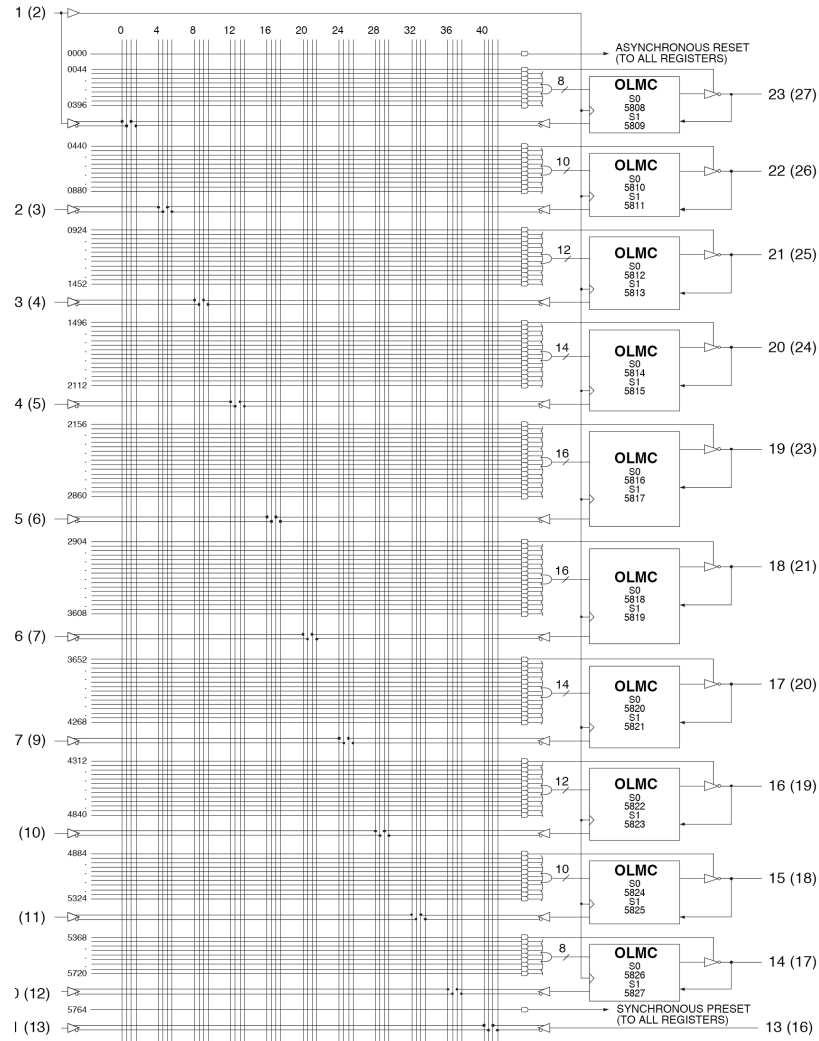 1 (2)
0 4 8 12 16 20 24 28 32 36 40
0000
ASYNCHRONOUS RESET
(TO ALL REGISTERS)
0044
.
.
.
0396
8
OLMC
S0
5808
S1
5809
23 (27)
0440
.
.
.
0880
10
OLMC
S0
5810
S1
5811
22 (26)
2 (3)
0924
.
.
.
1452
12
OLMC
S0
5812
S1
5813
21 (25)
3 (4)
1496
.
.
.
2112
14
OLMC
S0
5814
S1
5815
20 (24)
4 (5)
2156
.
.
.
2860
16
OLMC
S0
5816
S1
5817
19 (23)
5 (6)
2904
.
.
.
3608
16
OLMC
S0
5818
S1
5819
18 (21)
6 (7)
3652
.
.
.
4268
14
OLMC
S0
5820
S1
5821
17 (20)
7 (9)
4312
.
.
.
4840
12
OLMC
S0
5822
S1
5823
16 (19)
(10)
4884
.
.
.
5324
10
OLMC
S0
5824
S1
5825
15 (18)
(11)
5368
.
.
.
5720
8
OLMC
S0
5826
S1
5827
14 (17)
(12)
5764
SYNCHRONOUS PRESET
(TO ALL REGISTERS)
(13)
13 (16)